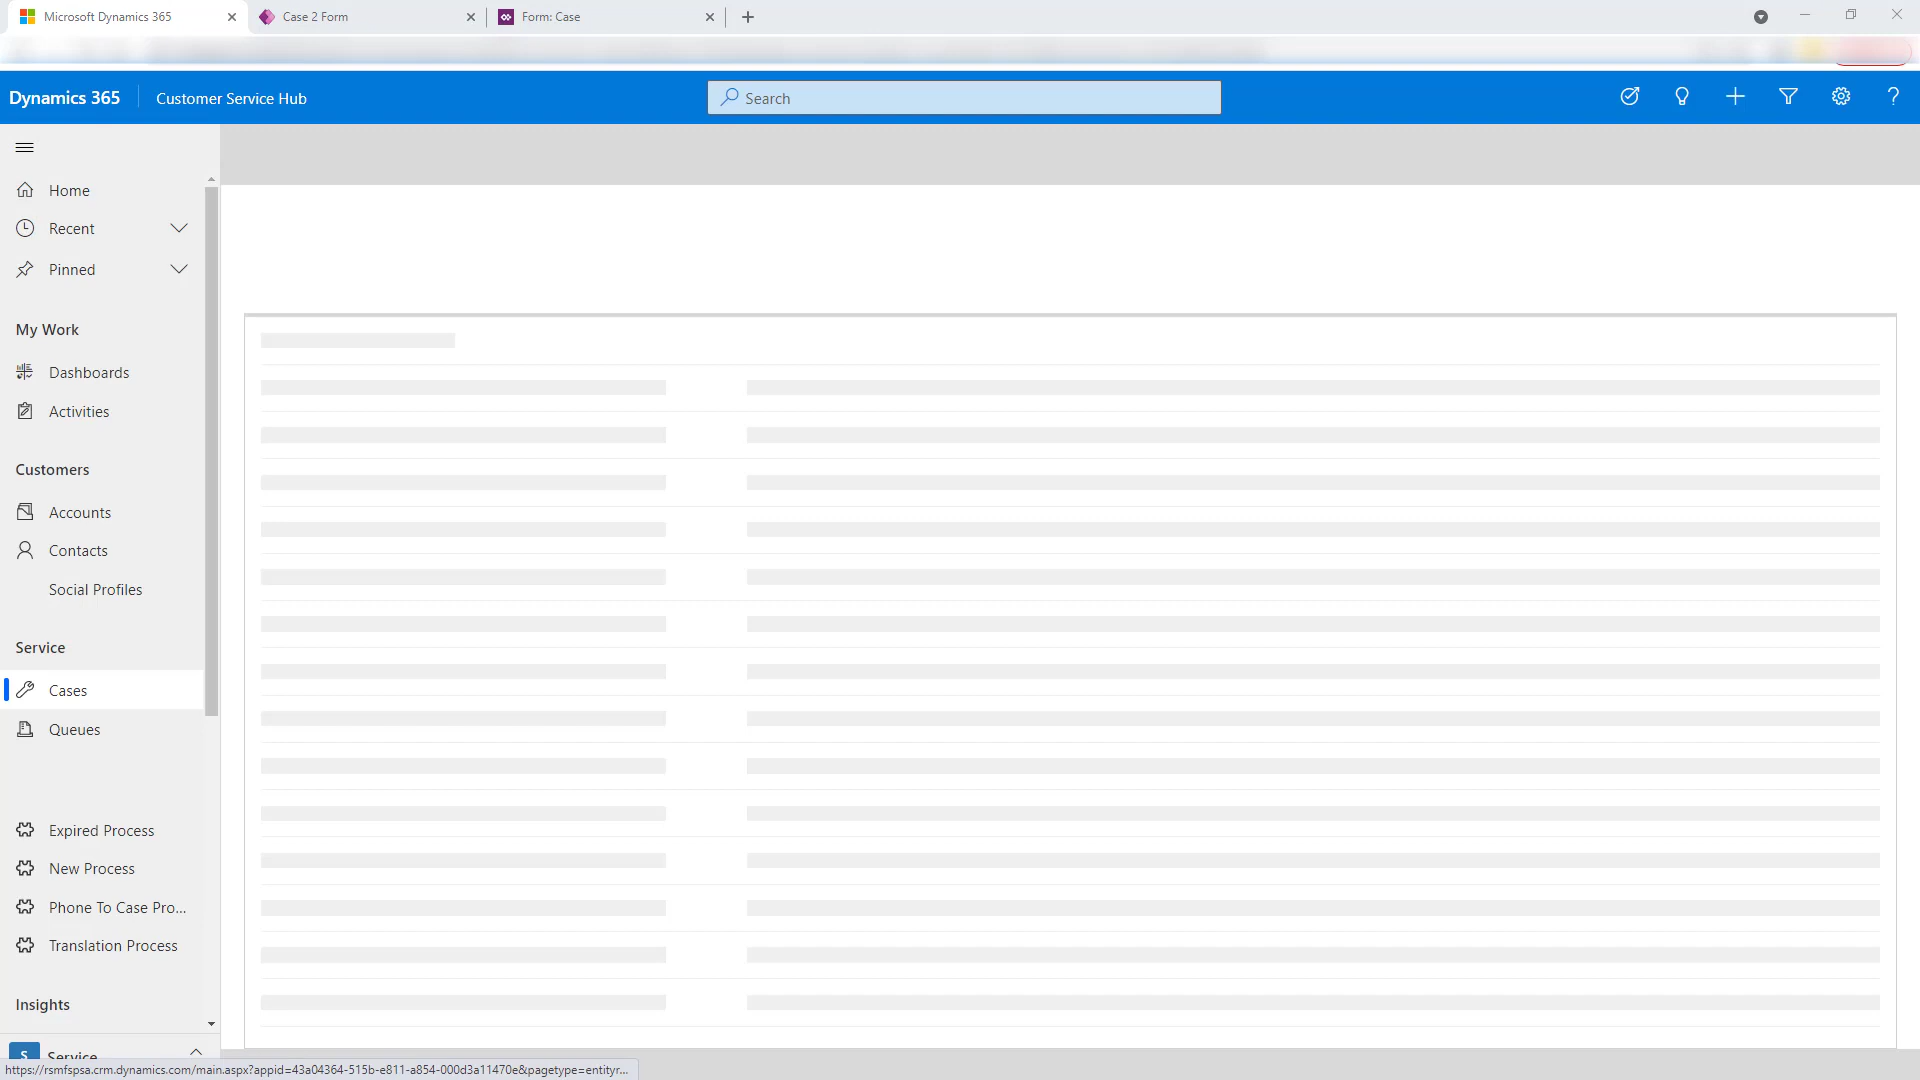 Microsoft Dynamics 365
Case 2 Form
Form: Case
Dynamics 365
Customer Service Hub
Search
Home
Recent
Pinned
My Work
Dashboards
Activities
Customers
Accounts
Contacts
Social Profiles
Service
Cases
Queues
Expired Process
New Process
Phone To Case Pro...
Translation Process
Insights
S
Service
https://rsmfspsa.crm.dynamics.com/main.aspx?appid=43a04364-515b-e811-a854-000d3a11470e&pagetype=entityr...